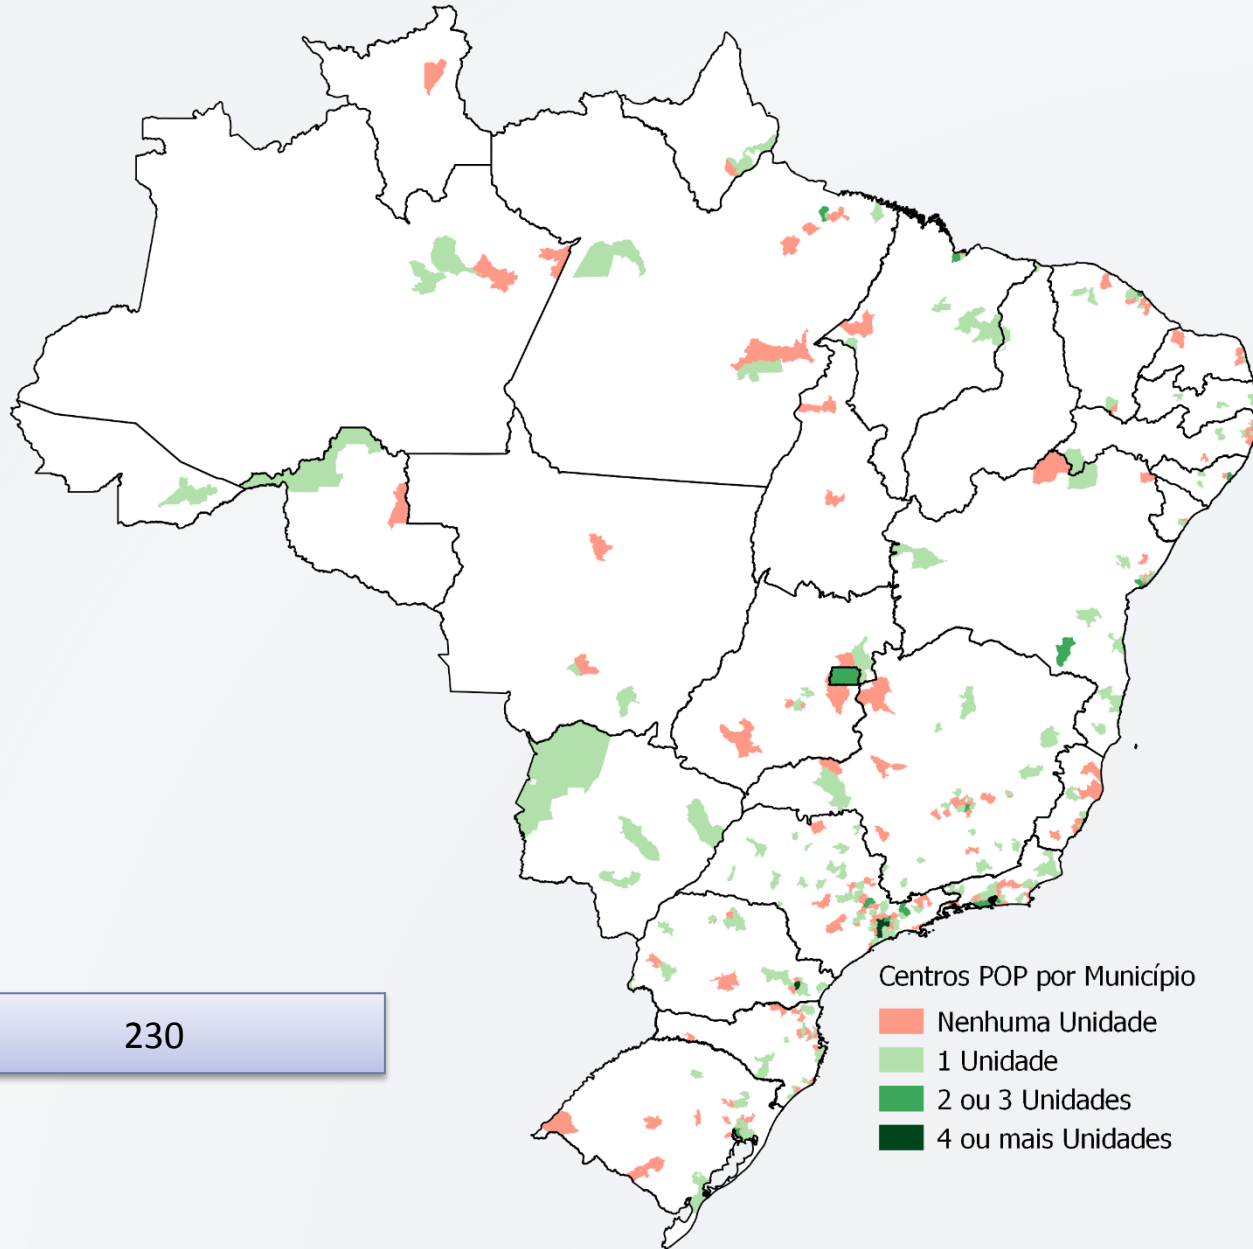 Centros POP por Município
Nenhuma Unidade
1 Unidade
2 ou 3 Unidades
4 ou mais Unidades
230